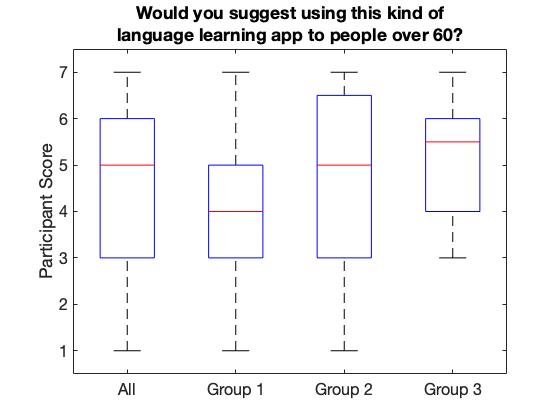 Would you suggest using this kind of
language learning app to people over 60?
Participant Score
7
6
5
4
3
2
1
All Group 1 Group 2 Group 3